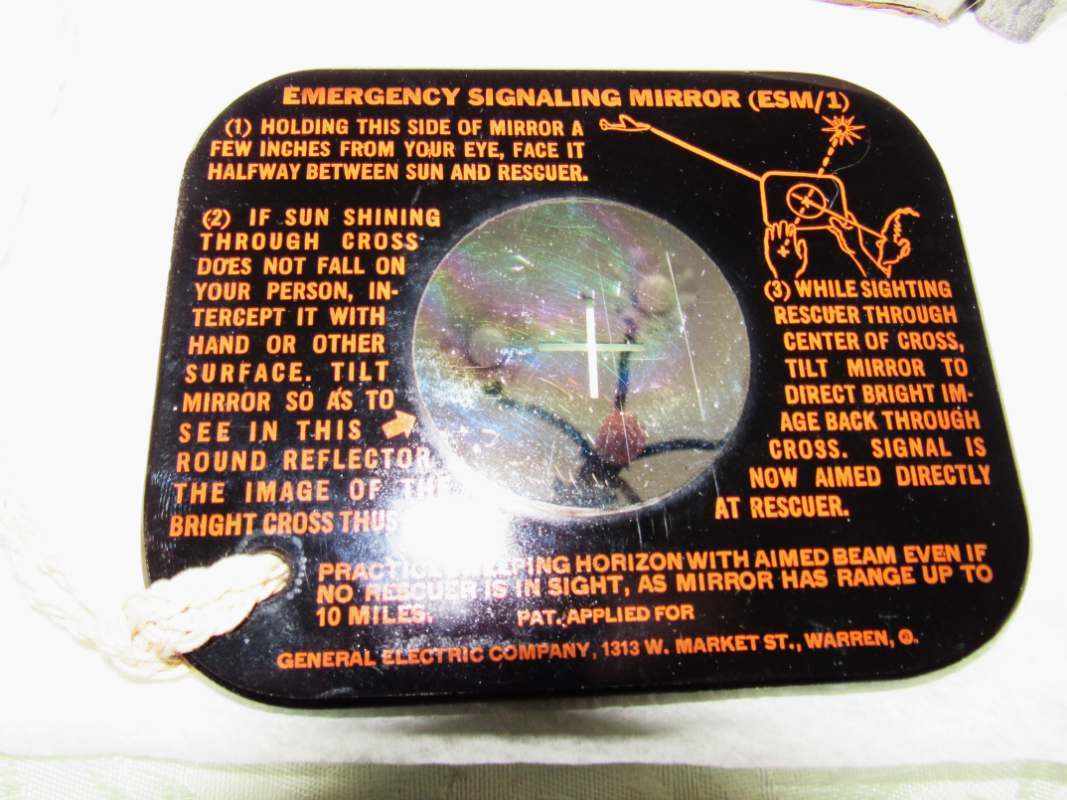 EMERGENCY SIGNALING MIRROR (ESM/1)
(1) HOLDING THIS SIDE OF MIRROR A
FEW INCHES FROM YOUR EYE, FACE IT
HALFWAY BETWEEN SUN AND RESCUER.
(2) IF SUN SHINING
THROUGH CROSS
DOES NOT FALL ON
YOUR PERSON, IN-
TERCEPT IT WITH
HAND OR OTHER
SURFACE. TILT
MIRROR SO AS TO
SEE IN THIS
ROUND REFLECTOR
THE IMAGE OF THE
BRIGHT CROSS THUS
(3) WHILE SIGHTING
RESCUER THROUGH
CENTER OF CROSS,
TILT MIRROR TO
DIRECT BRIGHT IM-
AGE BACK THROUGH
CROSS. SIGNAL IS
NOW AIMED DIRECTLY
AT RESCUER.
PRACTICE SWEEPING HORIZON WITH AIMED BEAM EVEN IF
NO RESCUER IS IN SIGHT, AS MIRROR HAS RANGE UP TO
10 MILES. PAT. APPLIED FOR
GENERAL ELECTRIC COMPANY, 1313 W. MARKET ST., WARREN, O.